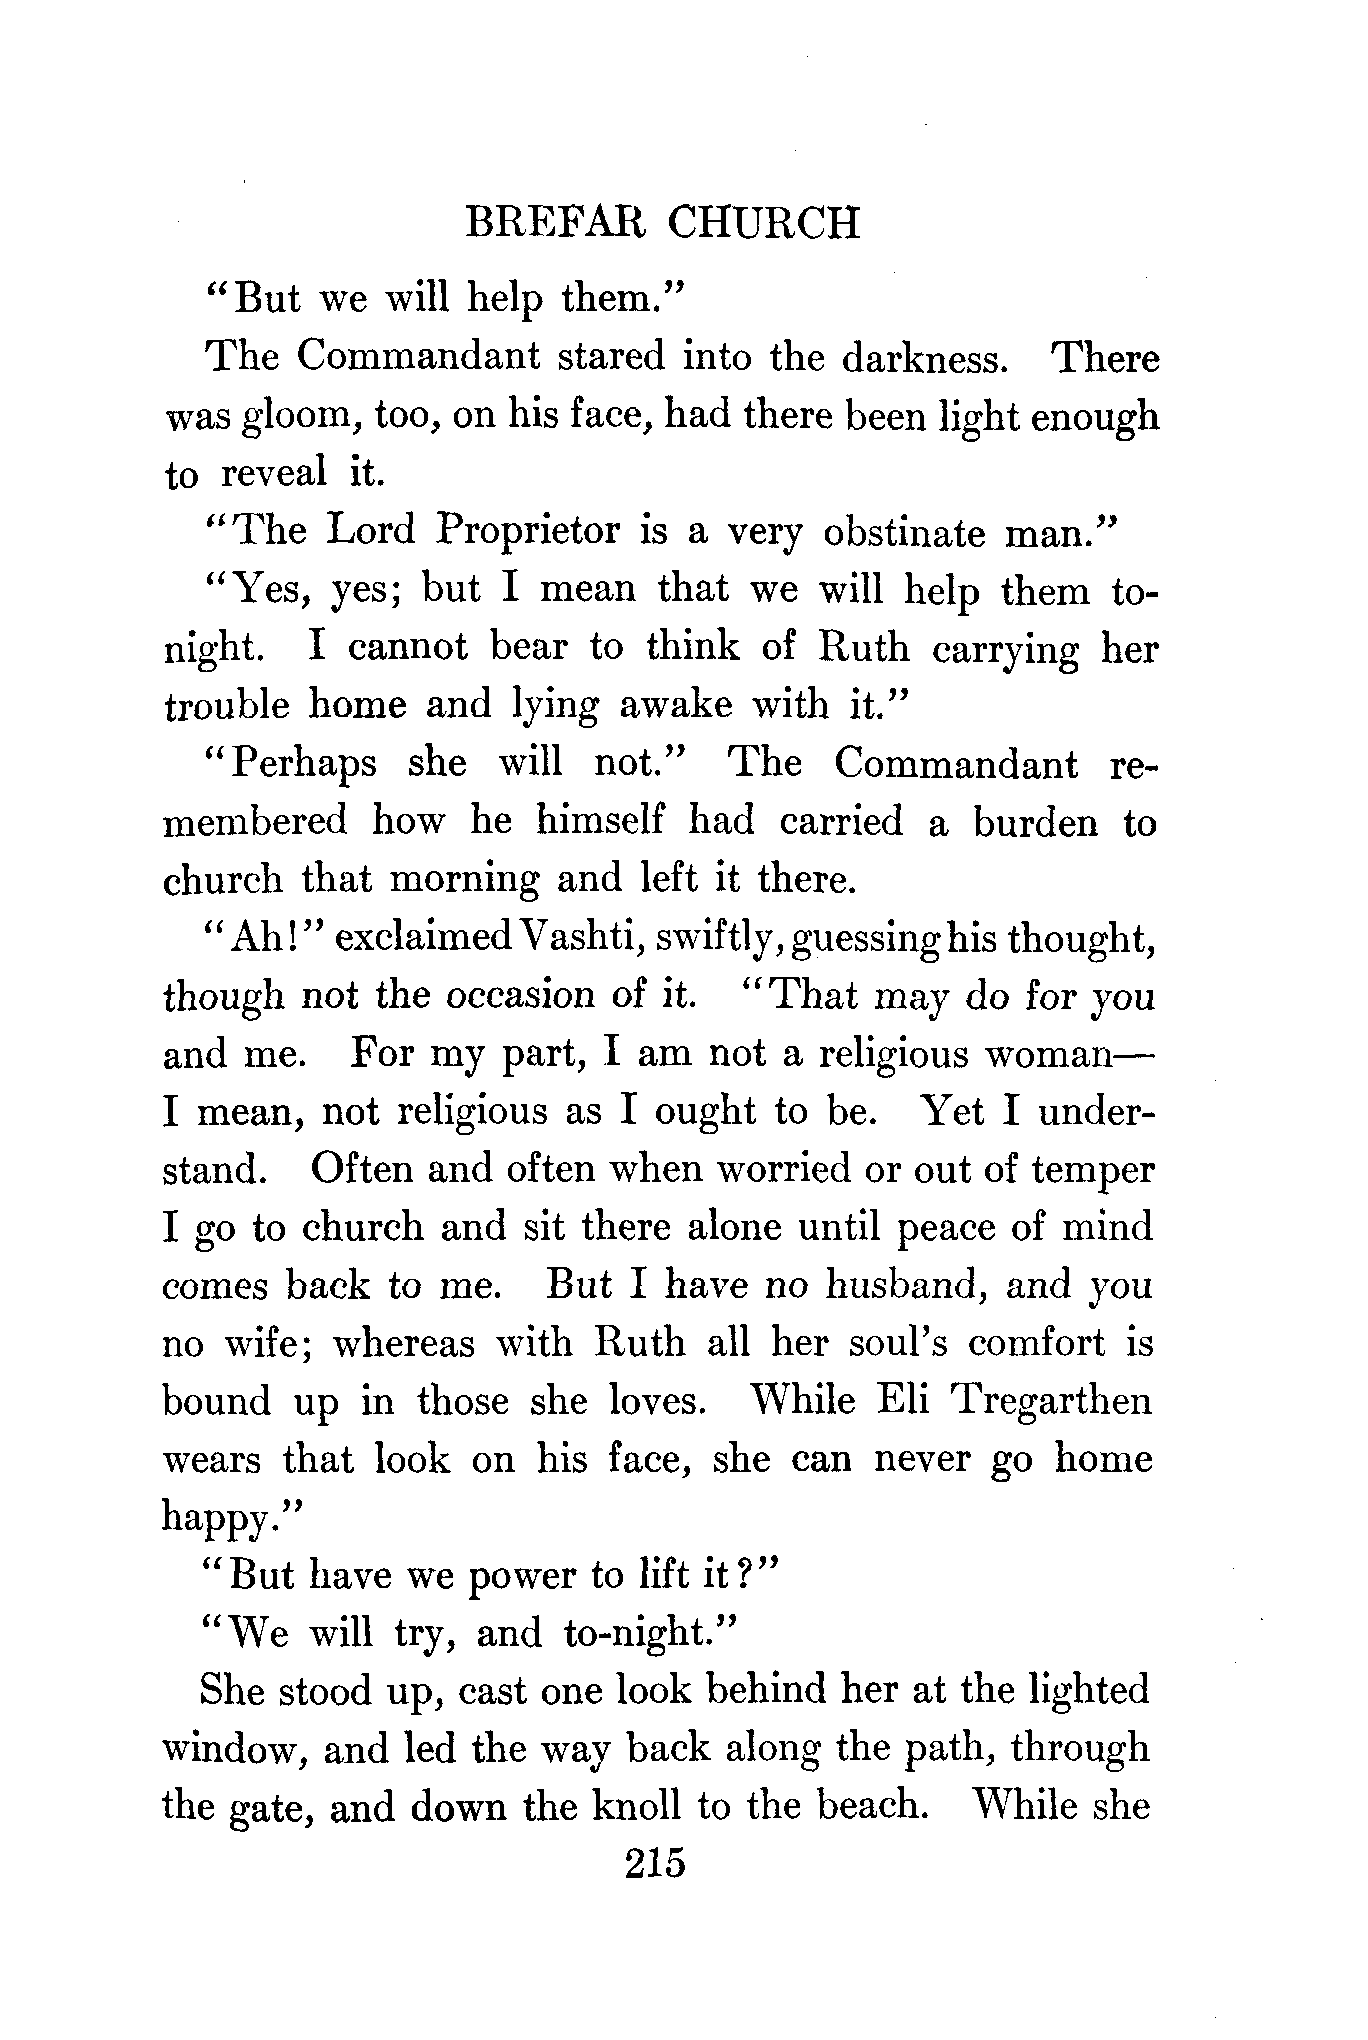 BREFAR CHURCH
"But we will help them."
The Commandant stared into the darkness. There
was gloom, too, on his face, had there been light enough
to reveal it.
"The Lord Proprietor is a very obstinate man."
"Yes, yes; but I mean that we will help them to-
night. I cannot bear to think of Ruth carrying her
trouble home and lying awake with it."
"Perhaps she will not." The Commandant re-
membered how he himself had carried a burden to
church that morning and left it there.
"Ah!" exclaimed Vashti, swiftly, guessing his thought,
though not the occasion of it. "That may do for you
and me. For my part, I am not a religious woman—
I mean, not religious as I ought to be. Yet I under-
stand. Often and often when worried or out of temper
I go to church and sit there alone until peace of mind
comes back to me. But I have no husband, and you
no wife; whereas with Ruth all her soul's comfort is
bound up in those she loves. While Eli Tregarthen
wears that look on his face, she can never go home
happy."
"But have we power to lift it?"
"We will try, and to-night."
She stood up, cast one look behind her at the lighted
window, and led the way back along the path, through
the gate, and down the knoll to the beach. While she
215